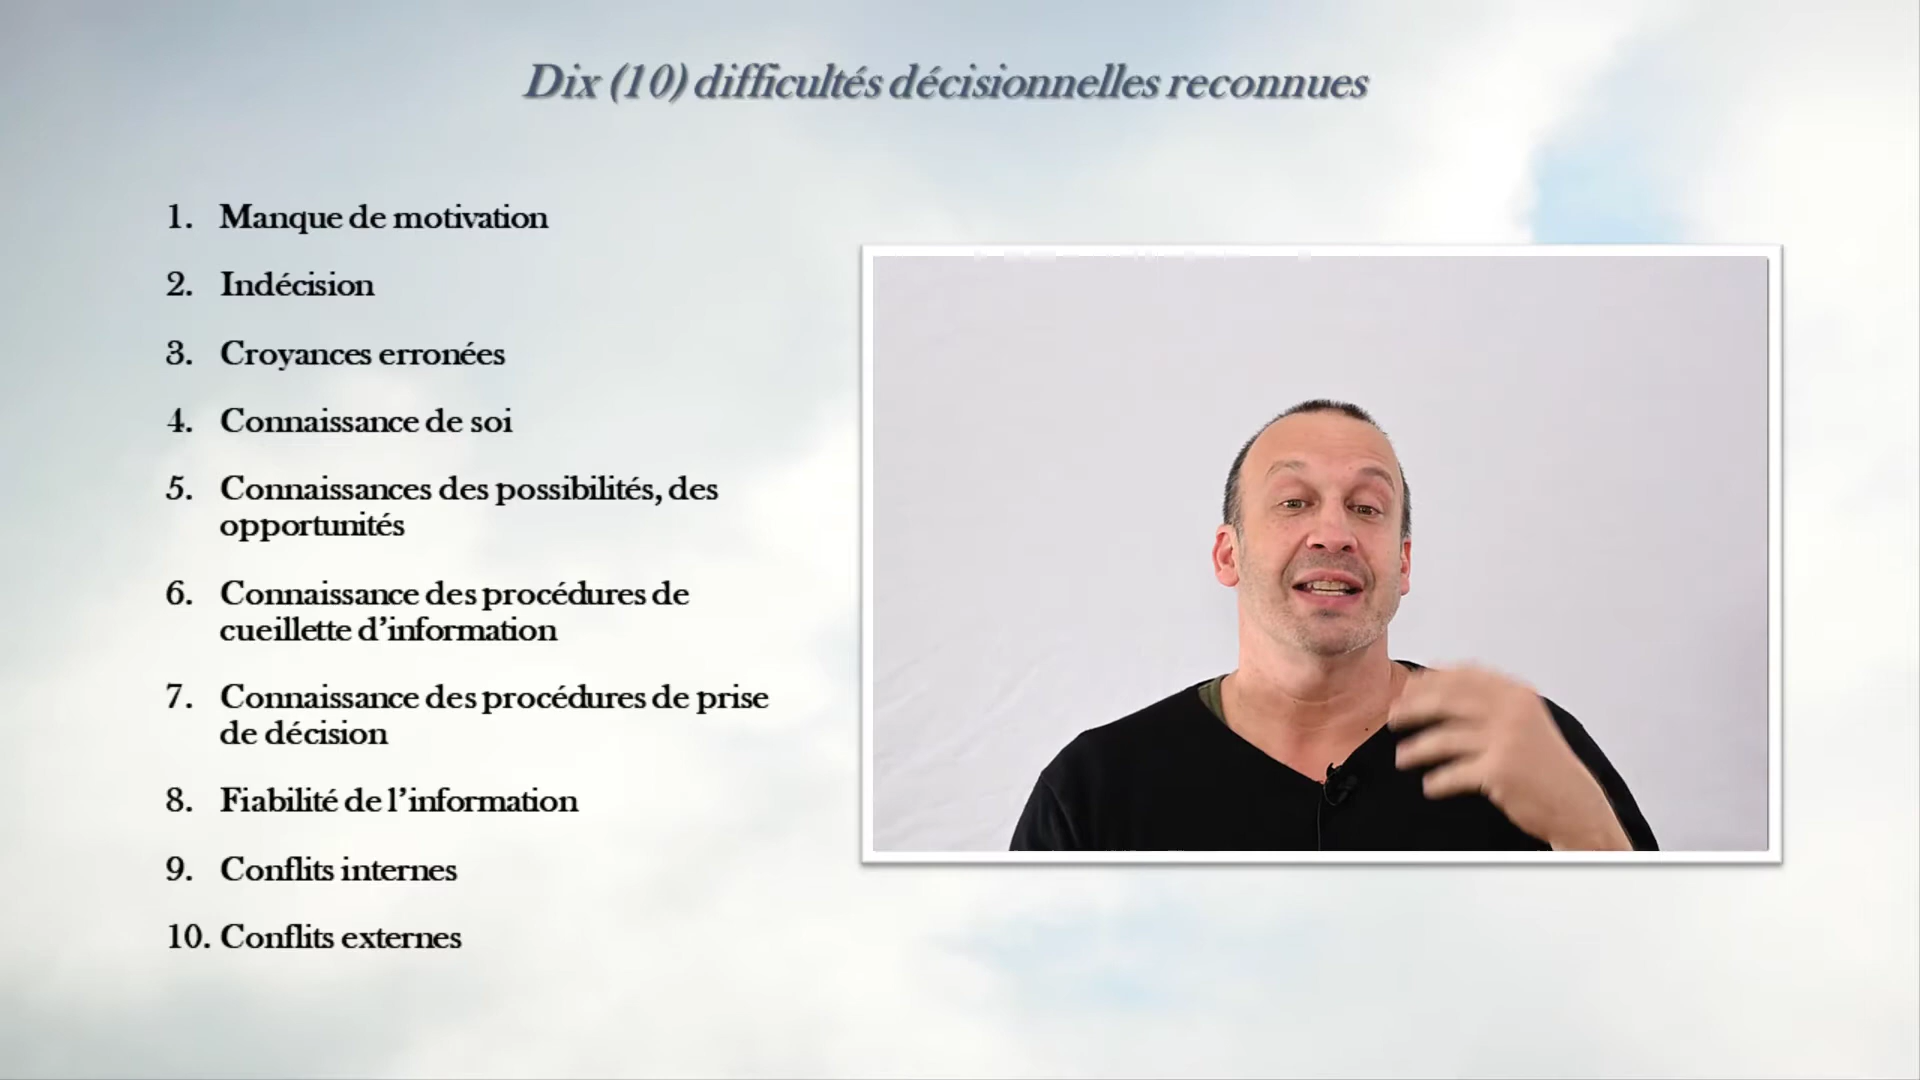 Dix (10) difficultés décisionnelles reconnues
1. Manque de motivation
2. Indécision
3. Croyances erronées
4. Connaissance de soi
5. Connaissances des possibilités, des
opportunités
6. Connaissance des procédures de
cueillette d’information
7. Connaissance des procédures de prise
de décision
8. Fiabilité de l’information
9. Conflits internes
10. Conflits externes